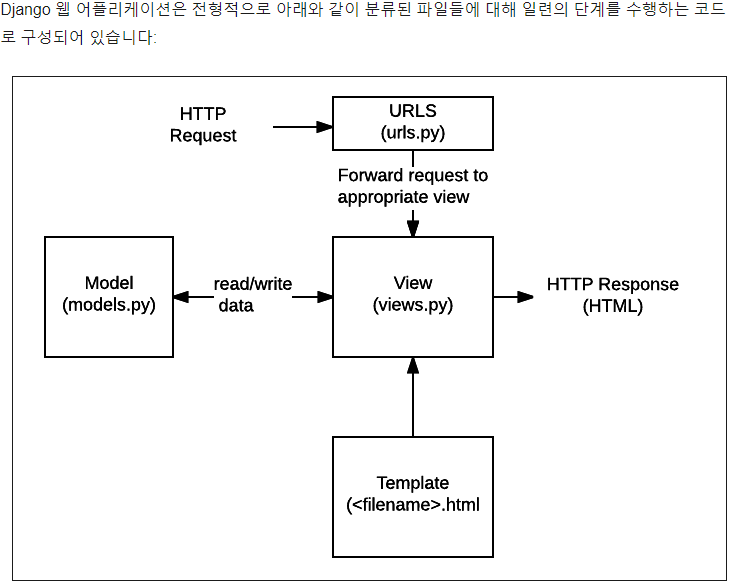 Django 웹 어플리케이션은 전형적으로 아래와 같이 분류된 파일들에 대해 일련의 단계를 수행하는 코드
로 구성되어 있습니다:
HTTP
Request
URLS
(urls.py)
Forward request to
appropriate view
Model
(models.py)
read/write
data
View
(views.py)
HTTP Response
(HTML)
Template
(<filename>.html